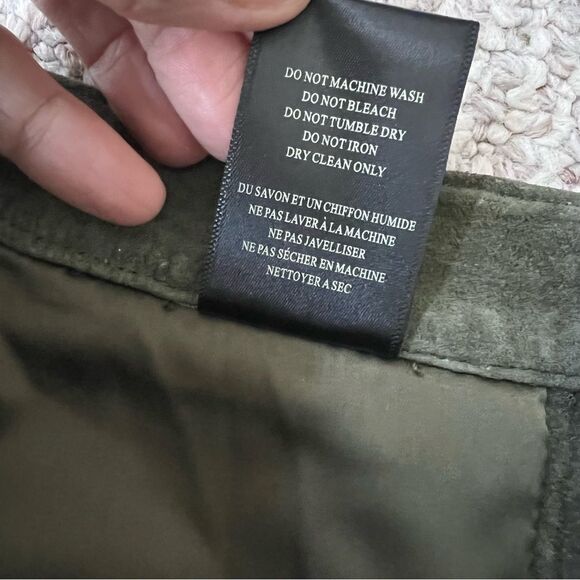 DO NOT MACHINE WASH
DO NOT BLEACH
DO NOT TUMBLE DRY
DO NOT IRON
DRY CLEAN ONLY
DU SAVON ET UN CHIFFON HUMIDE
NE PAS LAVER À LA MACHINE
NE PAS JAVELLISER
NE PAS SÉCHER EN MACHINE
NETTOYER A SEC